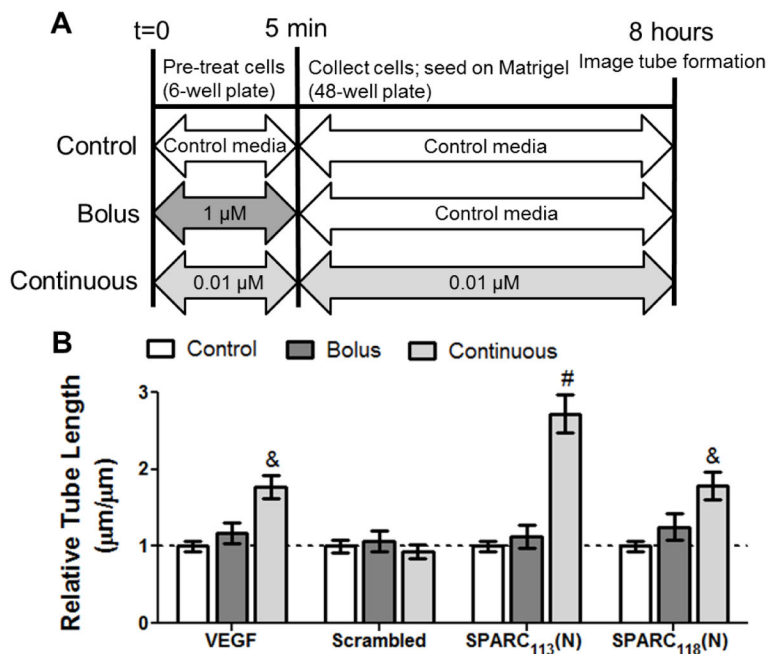 A
t=0 5 min 8 hours
Pre-treat cells Collect cells; seed on Matrigel Image tube formation
(6-well plate) (48-well plate)
Control Control media Control media
Bolus 1 µM Control media
Continuous 0.01 µM 0.01 µM
B
Control Bolus Continuous
Relative Tube Length
(µm/µm)
3
2
1
0
& # &
VEGF Scrambled SPARC113(N) SPARC118(N)